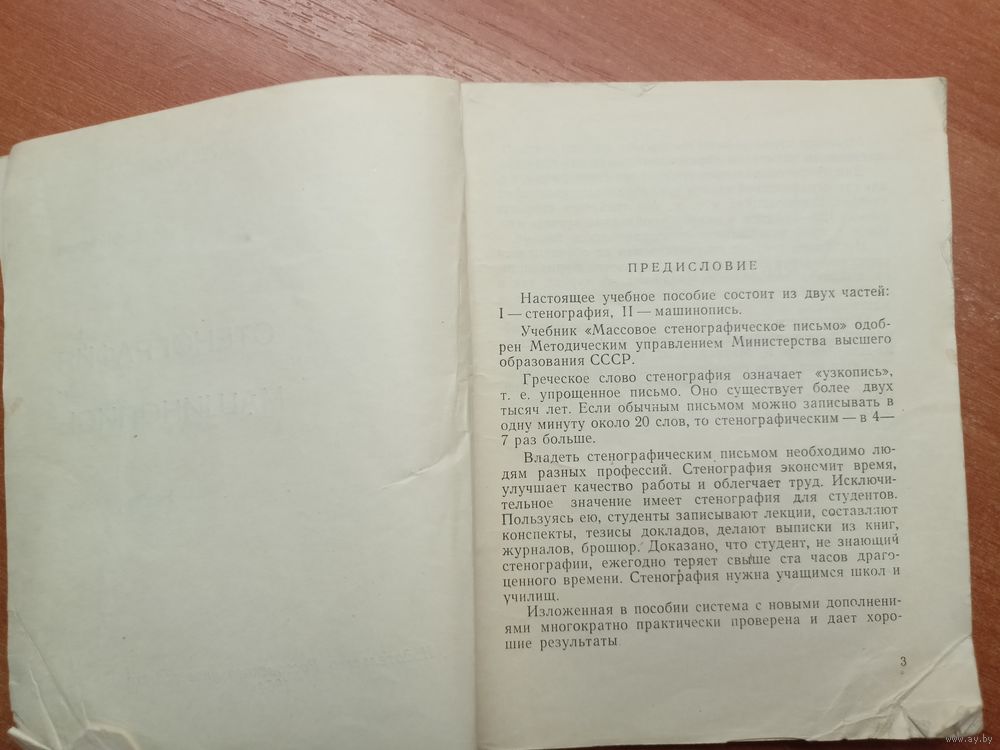 ПРЕДИСЛОВИЕ
Настоящее учебное пособие состоит из двух частей:
I — стенография, II — машинопись.
Учебник «Массовое стенографическое письмо» одоб-
рен Методическим управлением Министерства высшего
образования СССР.
Греческое слово стенография означает «узкопись»,
т. е. упрощенное письмо. Оно существует более двух
тысяч лет. Если обычным письмом можно записывать в
одну минуту около 20 слов, то стенографическим — в 4—
7 раз больше.
Владеть стенографическим письмом необходимо лю-
дям разных профессий. Стенография экономит время,
улучшает качество работы и облегчает труд. Исключи-
тельное значение имеет стенография для студентов.
Пользуясь ею, студенты записывают лекции, составляют
конспекты, тезисы докладов, делают выписки из книг,
журналов, брошюр. Доказано, что студент, не знающий
стенографии, ежегодно теряет свыше ста часов драго-
ценного времени. Стенография нужна учащимся школ и
училищ.
Изложенная в пособии система с новыми дополнени-
ями многократно практически проверена и дает хоро-
шие результаты
3
www.ay.by